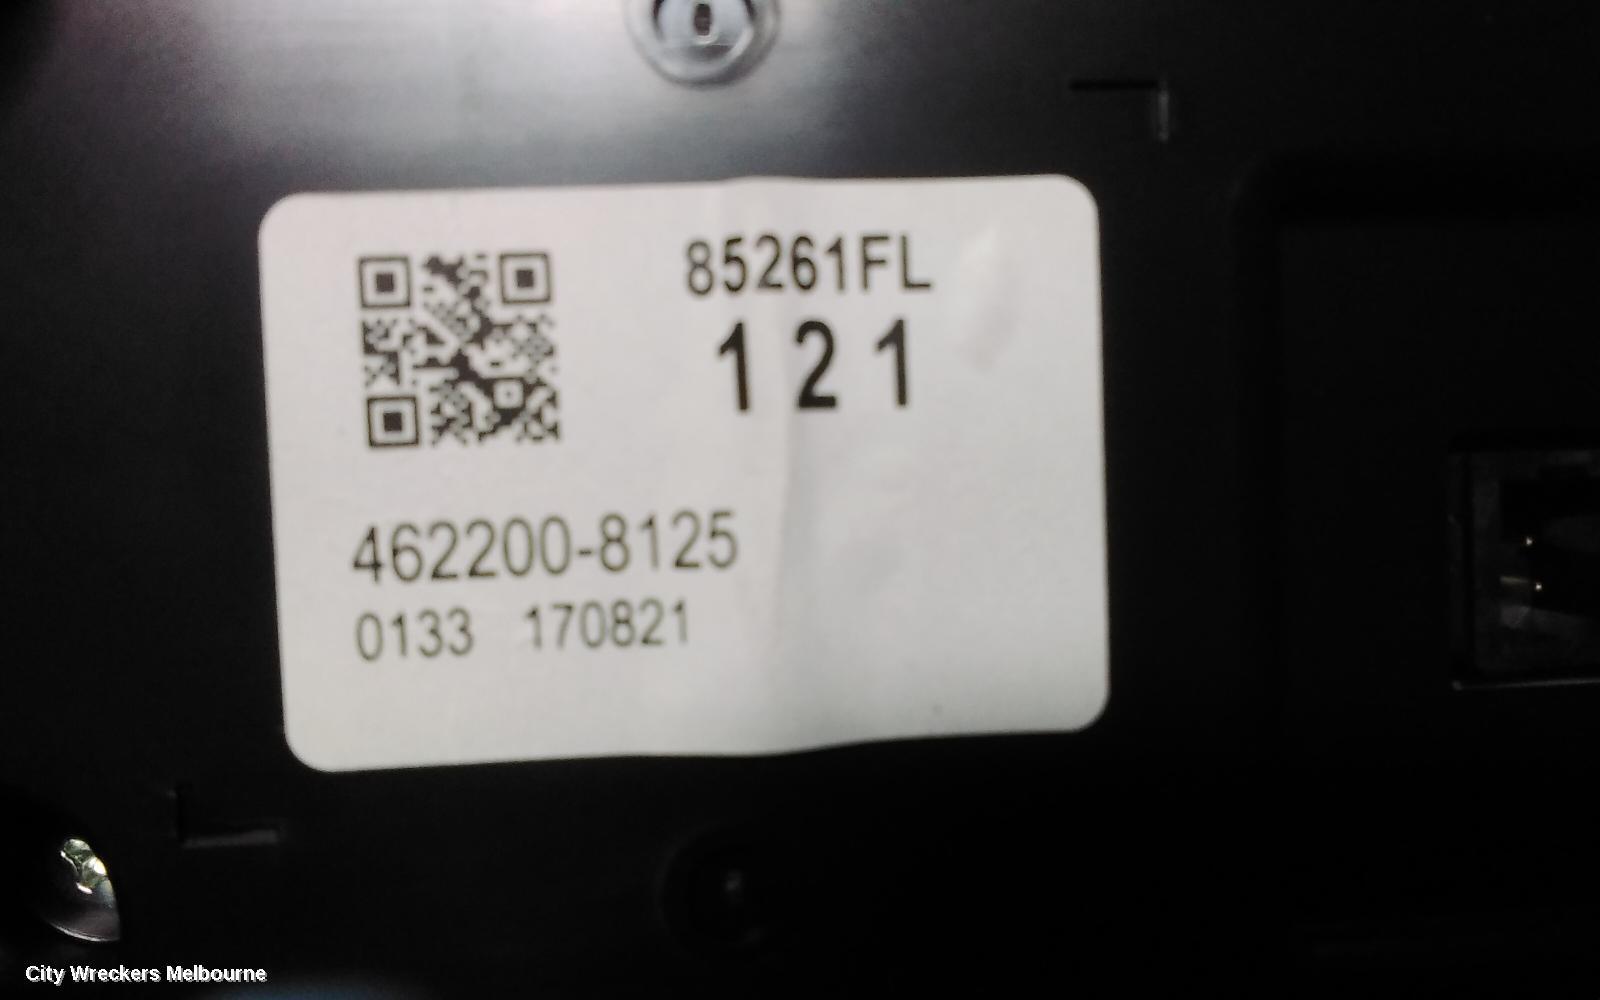 85261FL
121
462200-8125
0133 170821
City Wreckers Melbourne